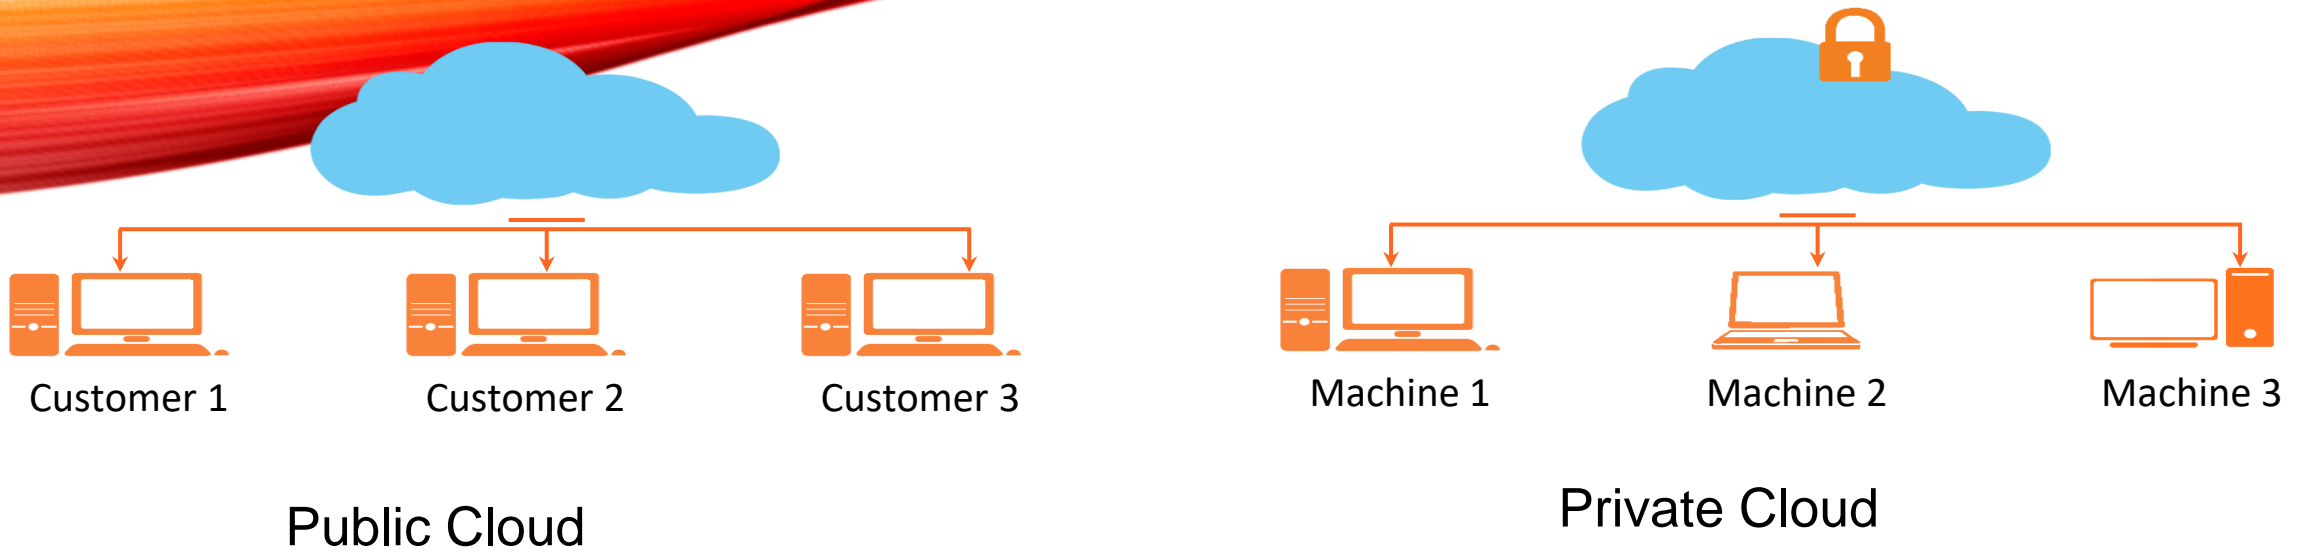 Customer 1
Customer 2
Customer 3
Public Cloud
Machine 1
Machine 2
Machine 3
Private Cloud